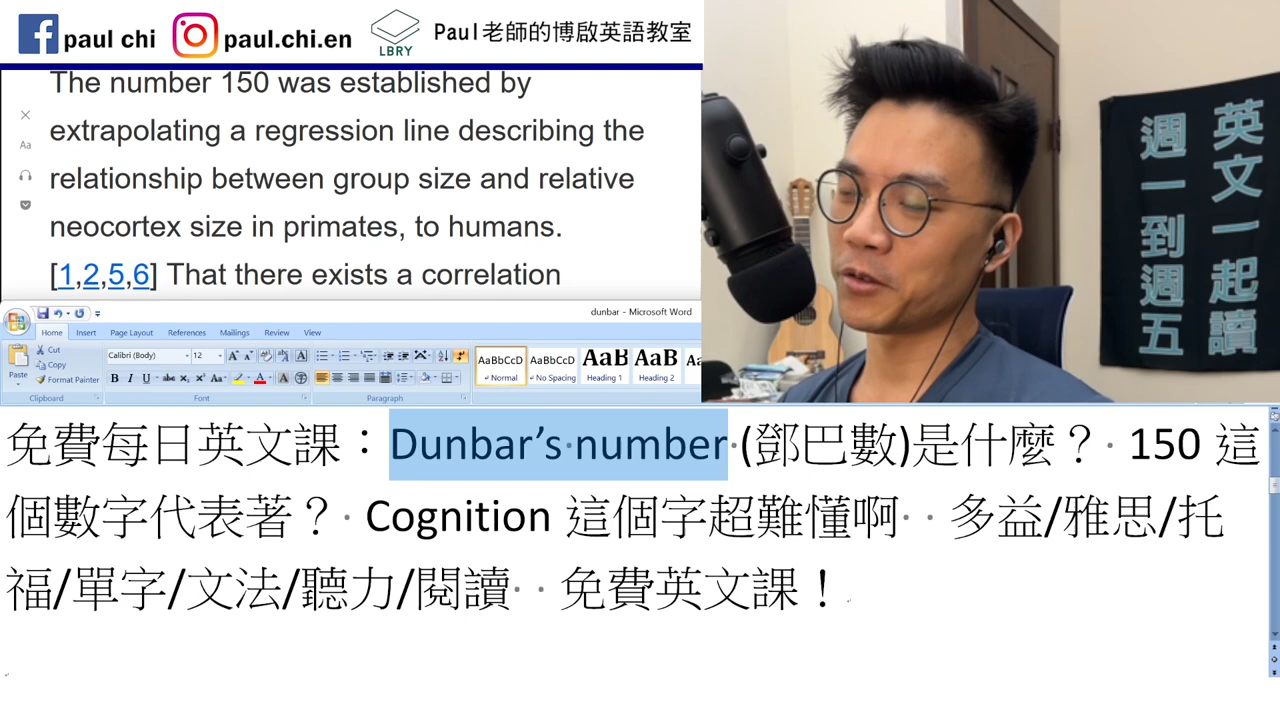 paul chi
paul.chi.en
LBRY
Paul老師的博啟英語教室
The number 150 was established by
extrapolating a regression line describing the
relationship between group size and relative
neocortex size in primates, to humans.
[1,2,5,6] That there exists a correlation
Aa
dunbar - Microsoft Word
Home Insert Page Layout References Mailings Review View
Paste
Cut
Copy
Format Painter
Clipboard
Calibri (Body) 12
Font
Paragraph
AaBbCcD AaBbCcD AaBb AaBb
Normal No Spacing Heading 1 Heading 2
英文一起讀
週一到週五
免費每日英文課：Dunbar’s number (鄧巴數)是什麼？ 150 這
個數字代表著？ Cognition 這個字超難懂啊 多益/雅思/托
福/單字/文法/聽力/閱讀 免費英文課！